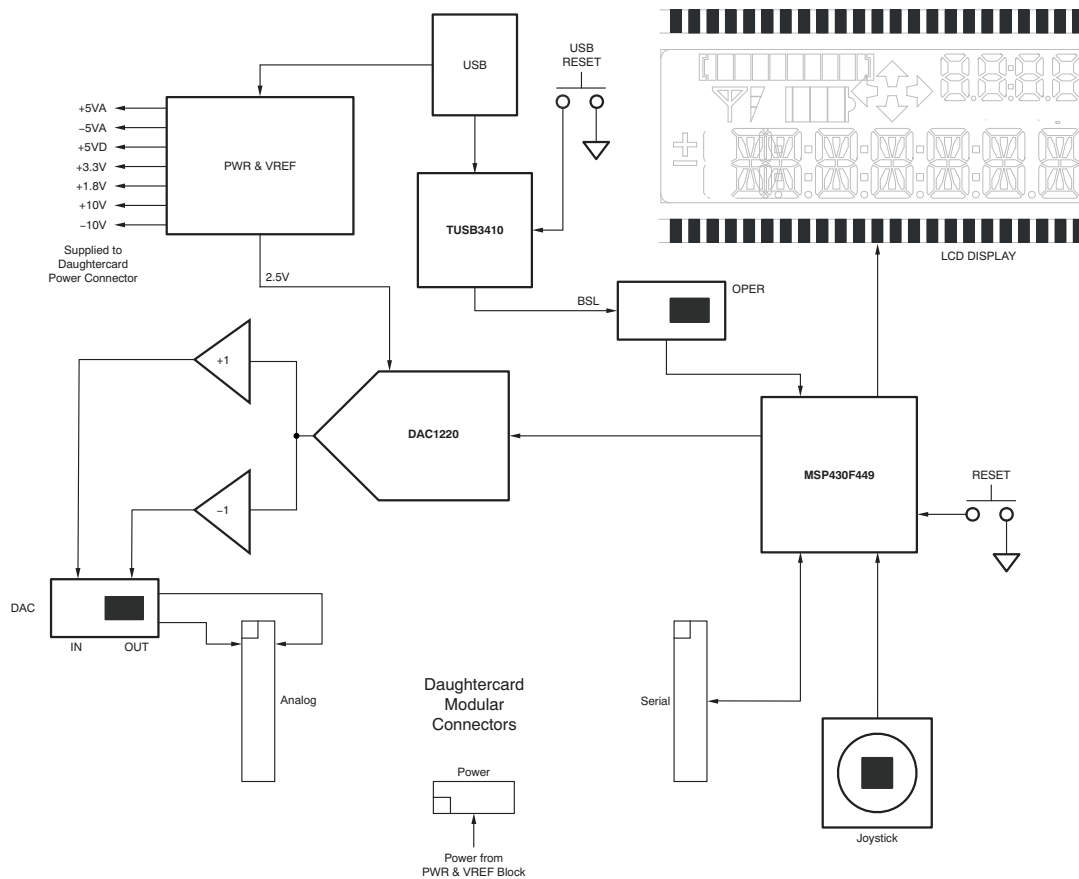 USB
USB
RESET
+5VA
−5VA
+5VD
+3.3V
+1.8V
+10V
−10V
PWR & VREF
Supplied to
Daughtercard
Power Connector
TUSB3410
2.5V
BSL
OPER
LCD DISPLAY
+1
DAC1220
MSP430F449
RESET
−1
DAC
IN
OUT
Analog
Daughtercard
Modular
Connectors
Serial
Power
Power from
PWR & VREF Block
Joystick